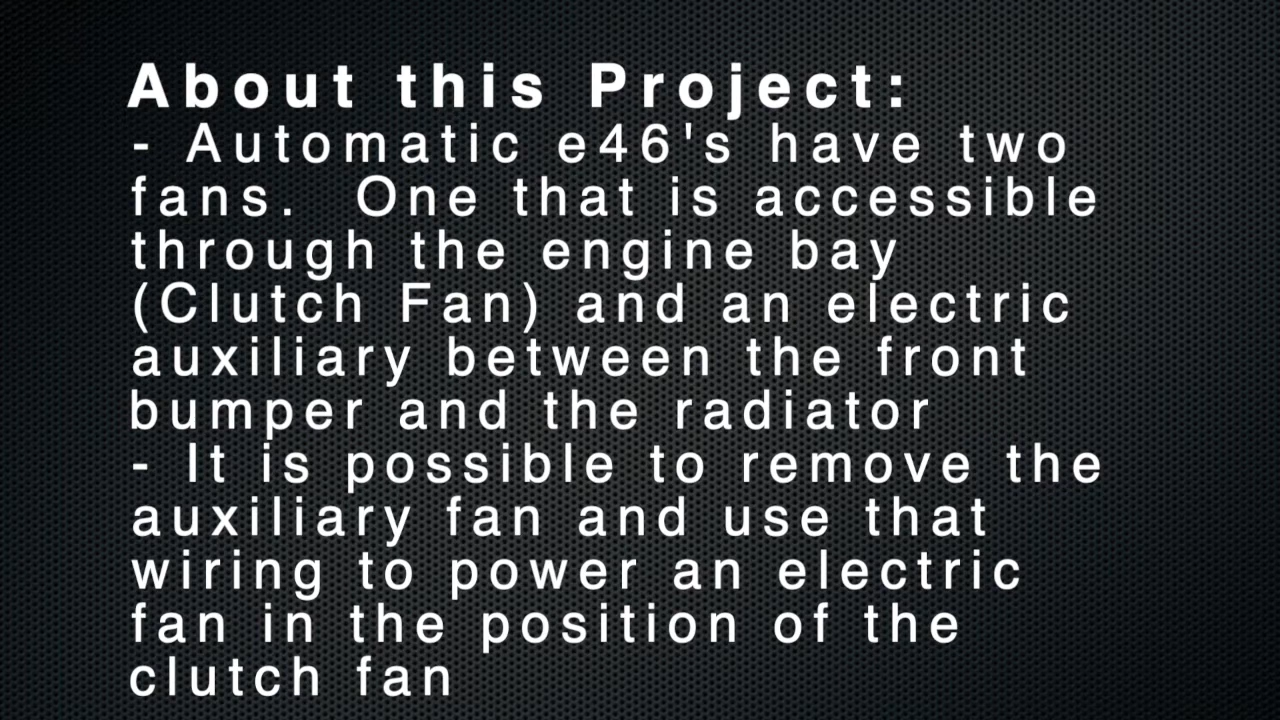 About this Project:
- Automatic e46's have two
fans.  One that is accessible
through the engine bay
(Clutch Fan) and an electric
auxiliary between the front
bumper and the radiator
- It is possible to remove the
auxiliary fan and use that
wiring to power an electric
fan in the position of the
clutch fan